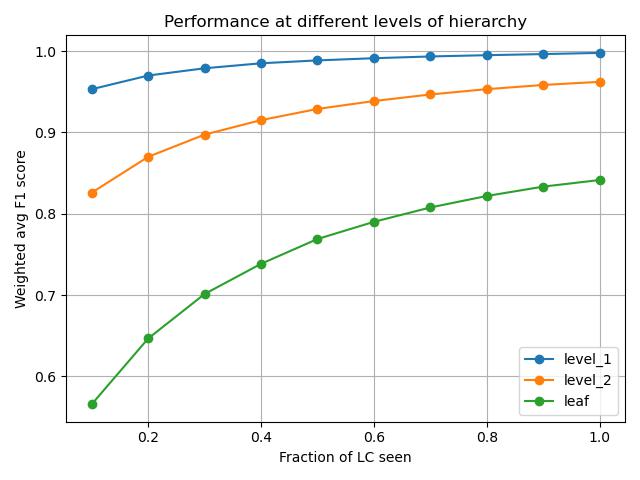 Performance at different levels of hierarchy
Weighted avg F1 score
1.0
0.9
0.8
0.7
0.6
level_1
level_2
leaf
0.2
0.4
0.6
0.8
1.0
Fraction of LC seen